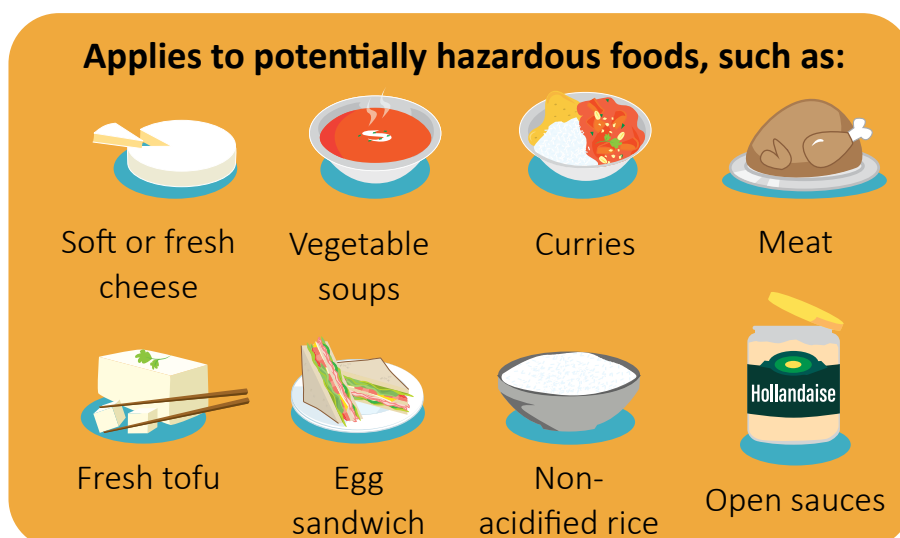 Applies to potentially hazardous foods, such as:
Soft or fresh
cheese
Vegetable
soups
Curries
Meat
Fresh tofu
Egg
sandwich
Non-
acidified rice
Hollandaise
Open sauces